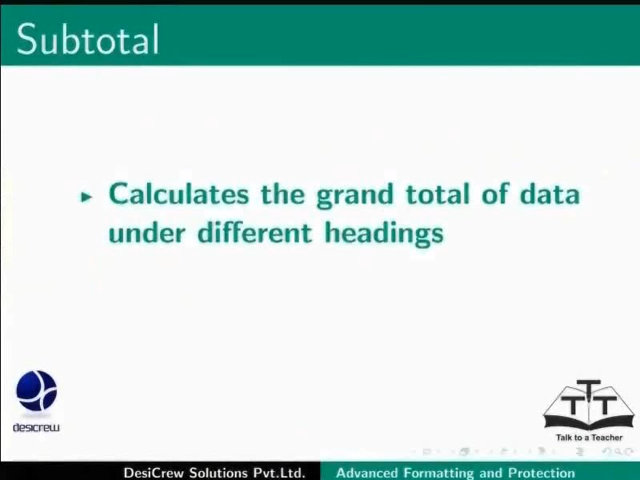 Subtotal
Calculates the grand total of data
under different headings
desicrew
TTT
Talk to a Teacher
DesiCrew Solutions Pvt.Ltd. Advanced Formatting and Protection